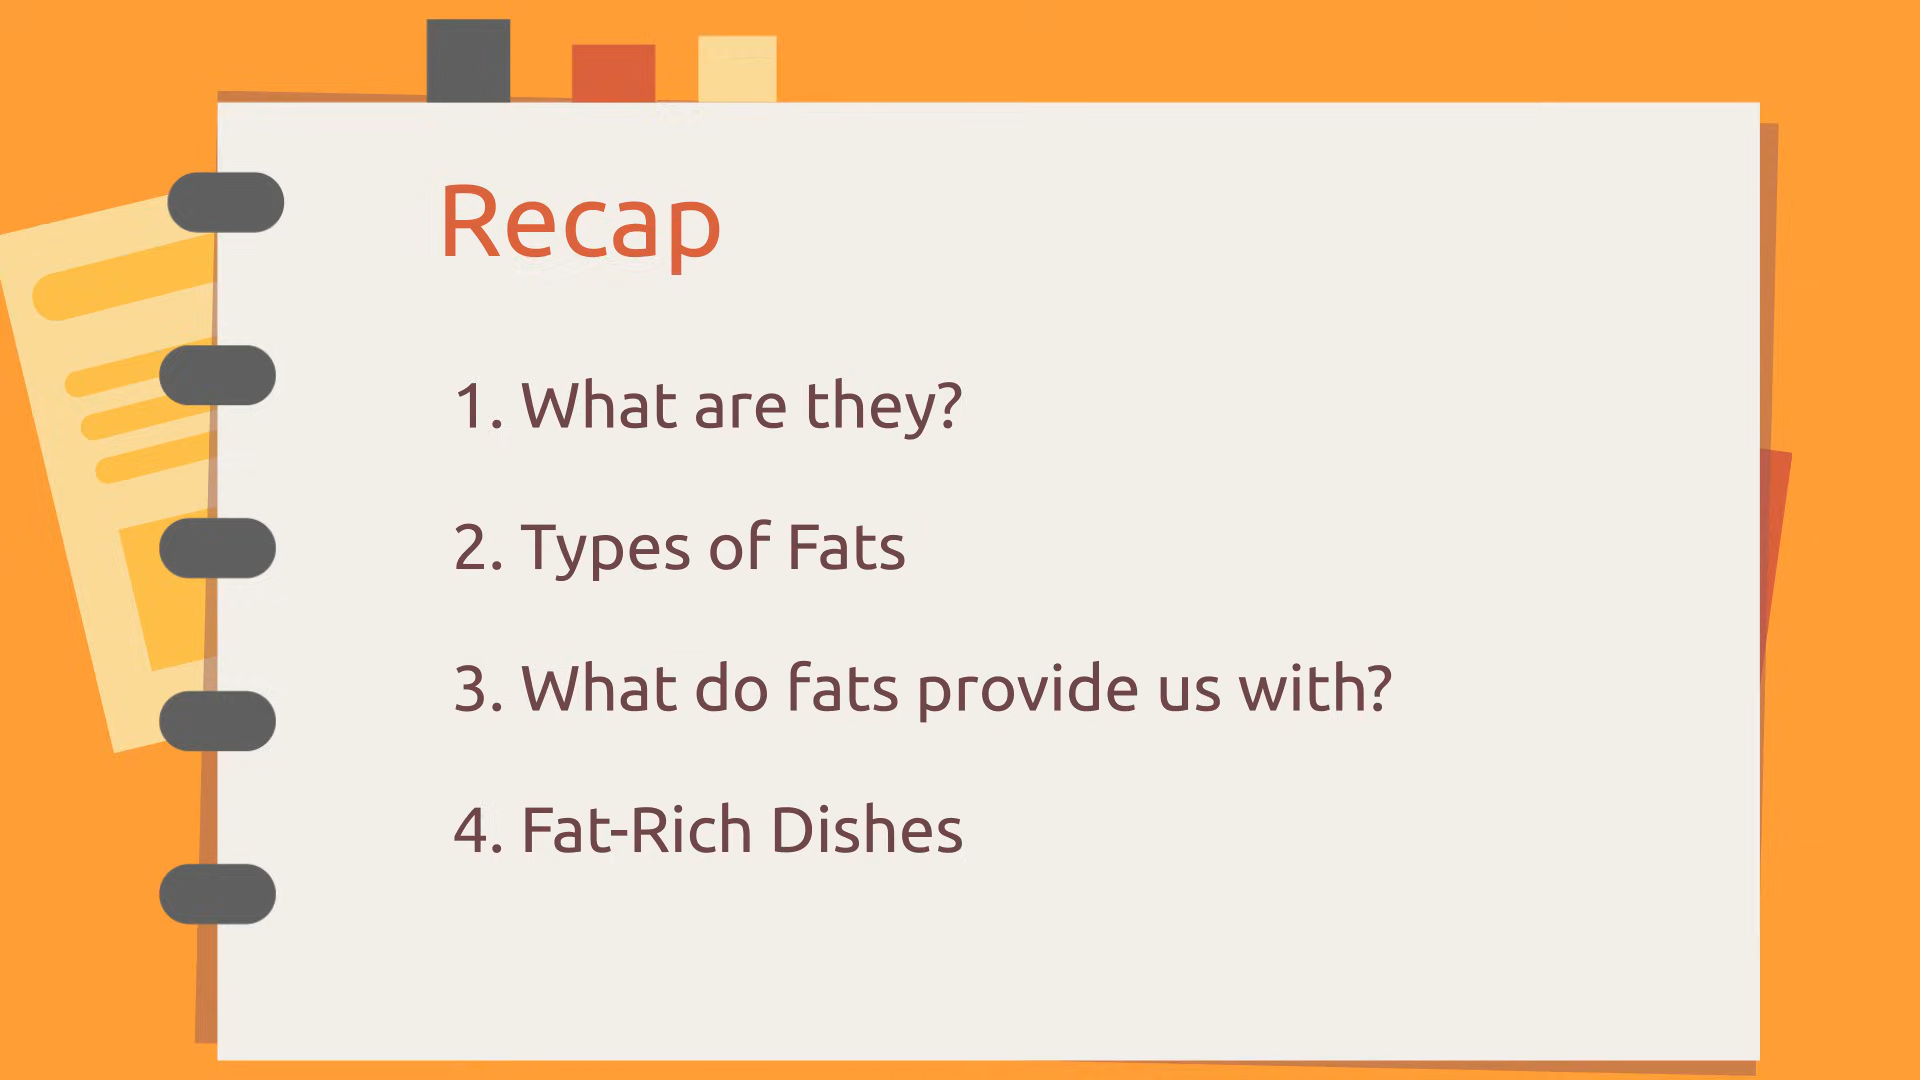 Recap
1. What are they?
2. Types of Fats
3. What do fats provide us with?
4. Fat-Rich Dishes